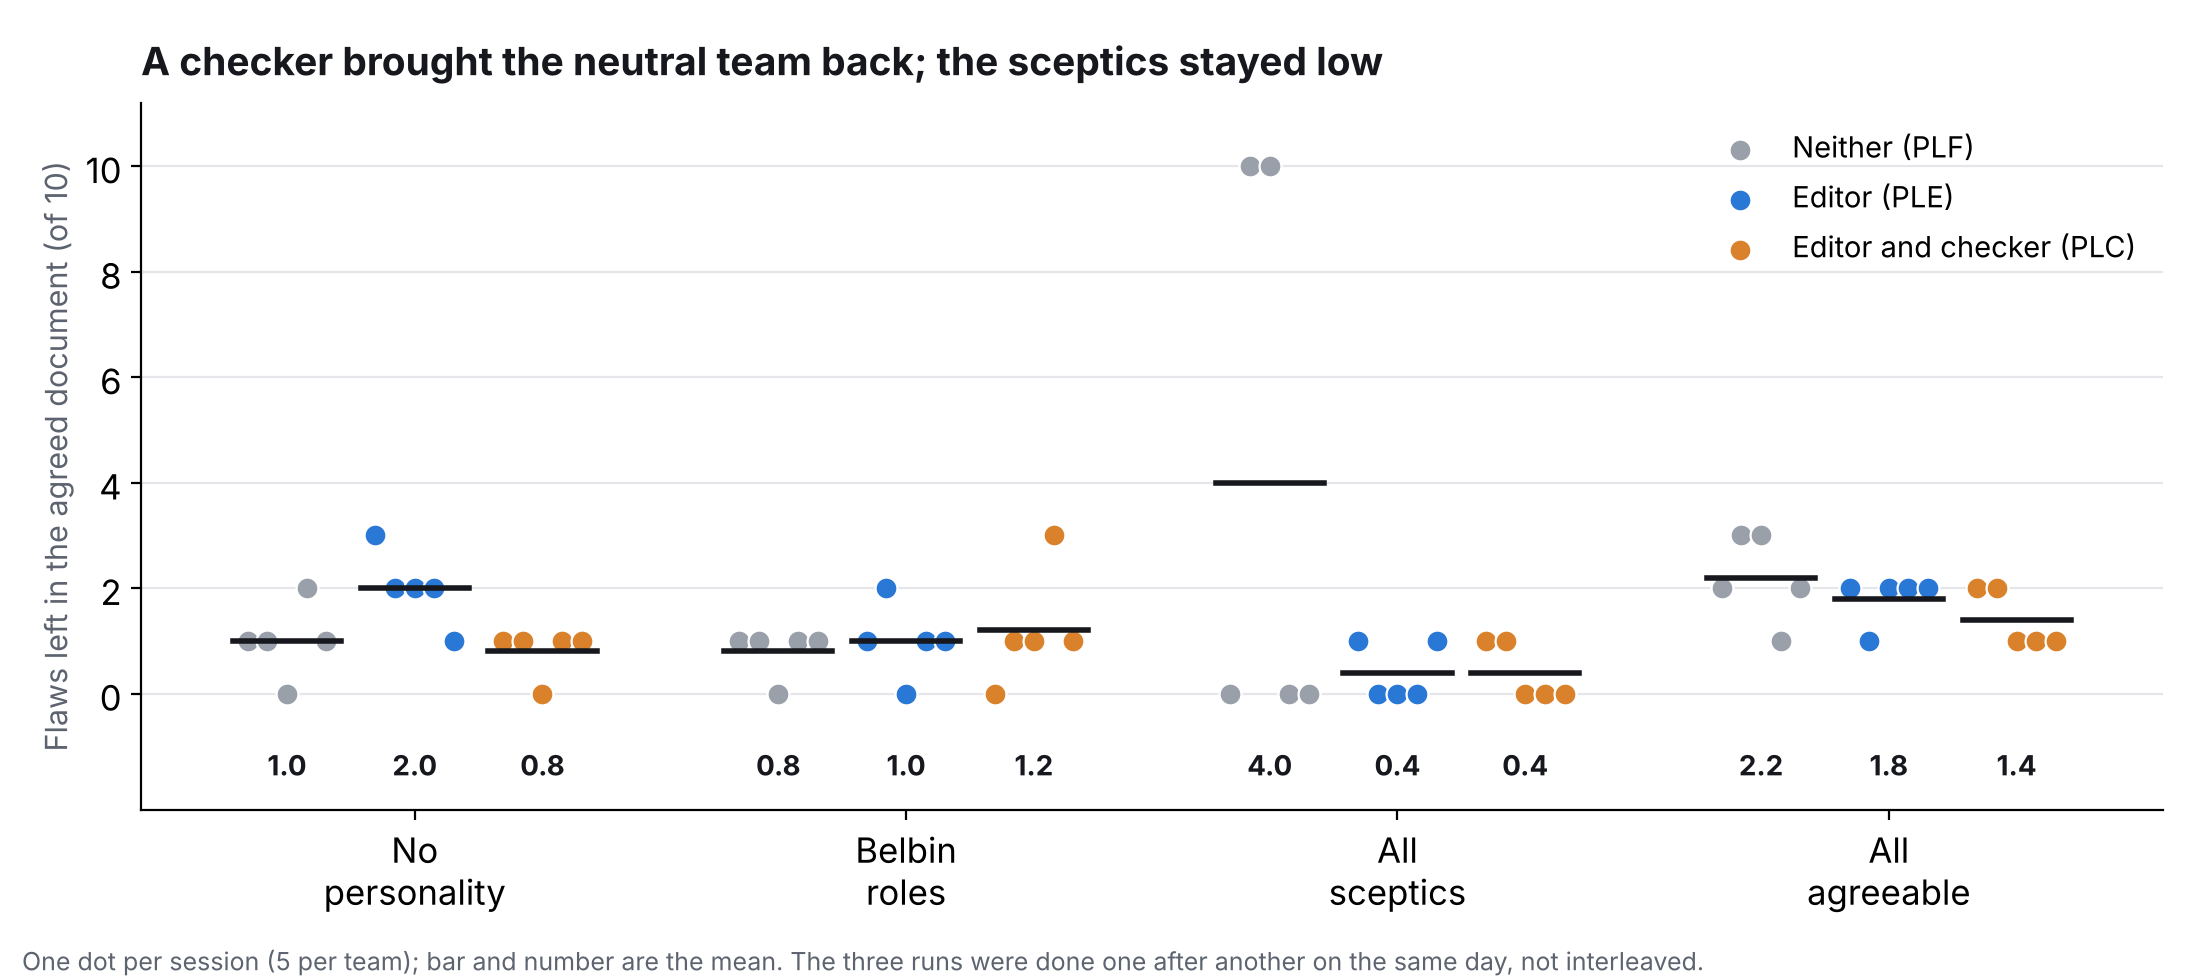 A checker brought the neutral team back; the sceptics stayed low
Flaws left in the agreed document (of 10)
10
8
6
4
2
0
Neither (PLF)
Editor (PLE)
Editor and checker (PLC)
1.0 2.0 0.8 0.8 1.0 1.2 4.0 0.4 0.4 2.2 1.8 1.4
No
personality
Belbin
roles
All
sceptics
All
agreeable
One dot per session (5 per team); bar and number are the mean. The three runs were done one after another on the same day, not interleaved.